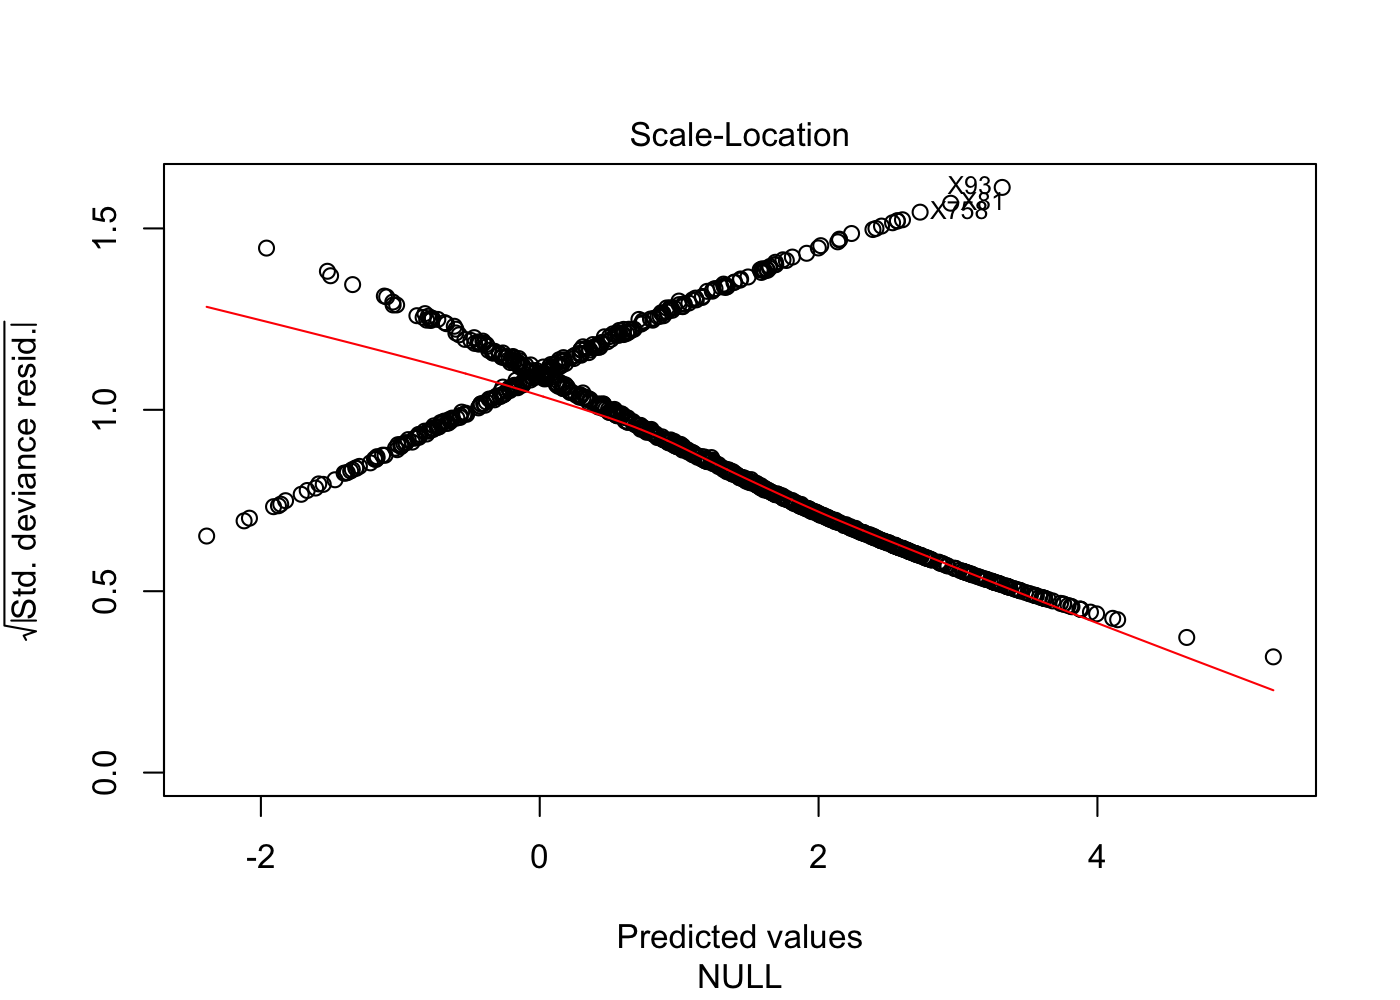 Scale-Location
√|Std. deviance resid.|
1.5
1.0
0.5
0.0
X93
X81
X758
-2 0 2 4
Predicted values
NULL